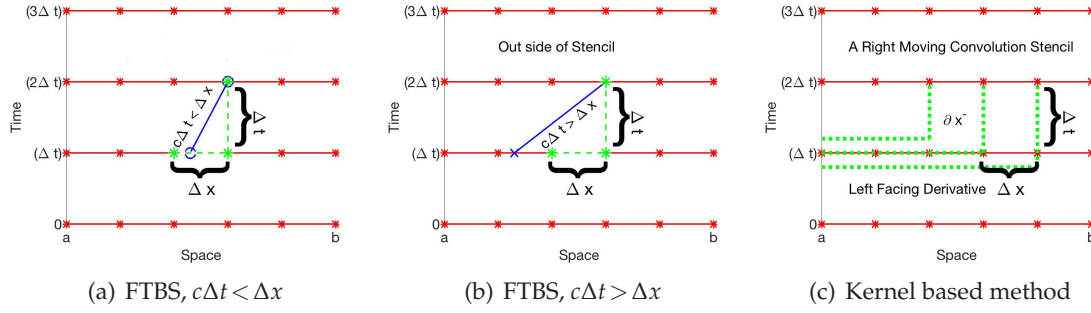 (3Δ t)
(2Δ t)
(Δ t)
0
Time
cΔ t < Δ x
Δ t
Δ x
a
b
Space
(a) FTBS, cΔt < Δx
(3Δ t)
Out side of Stencil
(2Δ t)
(Δ t)
0
Time
cΔ t > Δ x
Δ t
Δ x
a
b
Space
(b) FTBS, cΔt > Δx
(3Δ t)
A Right Moving Convolution Stencil
(2Δ t)
∂ x⁻
(Δ t)
0
Time
Δ t
Δ x
Left Facing Derivative
a
b
Space
(c) Kernel based method